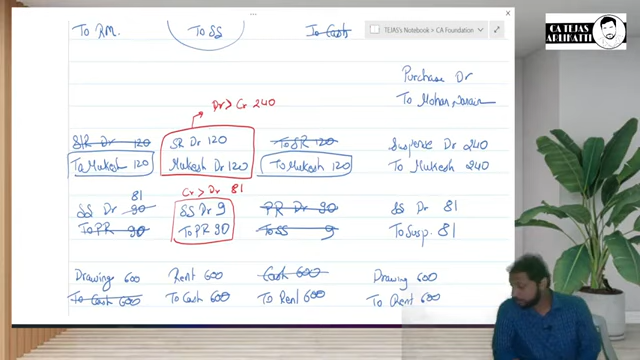 To RM.
To SS
To Cash
TEJAS's Notebook > CA Foundation
CA TEJAS
ARLIKATTI
Purchase Dr
To Mohan Narain
Dr > Cr 240
S/R Dr 120
SR Dr 120
To SR 120
Suspense Dr 240
To Mukesh 120
Mukesh Dr 120
To Mukesh 120
To Mukesh 240
81
Cr > Dr 81
SS Dr 90
SS Dr 9
PR Dr 90
SS Dr 81
To PR 90
To PR 90
To SS 9
To Susp. 81
Drawing 600
Rent 600
Cash 600
Drawing 600
To Cash 600
To Cash 600
To Rent 600
To Rent 600